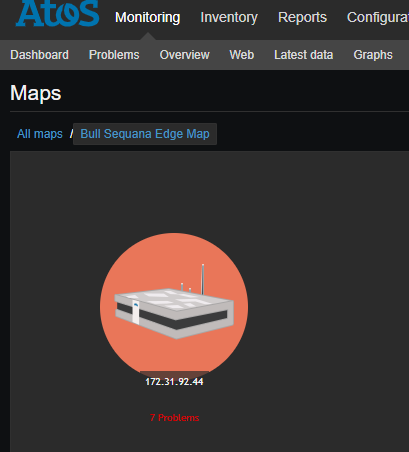 Atos
Monitoring Inventory Reports Configurat
Dashboard Problems Overview Web Latest data Graphs
Maps
All maps / Bull Sequana Edge Map
172.31.92.44
7 Problems